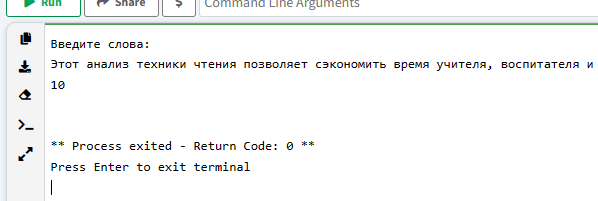 Run Share $ Command Line Arguments
Введите слова:
Этот анализ техники чтения позволяет сэкономить время учителя, воспитателя и
10
** Process exited - Return Code: 0 **
Press Enter to exit terminal